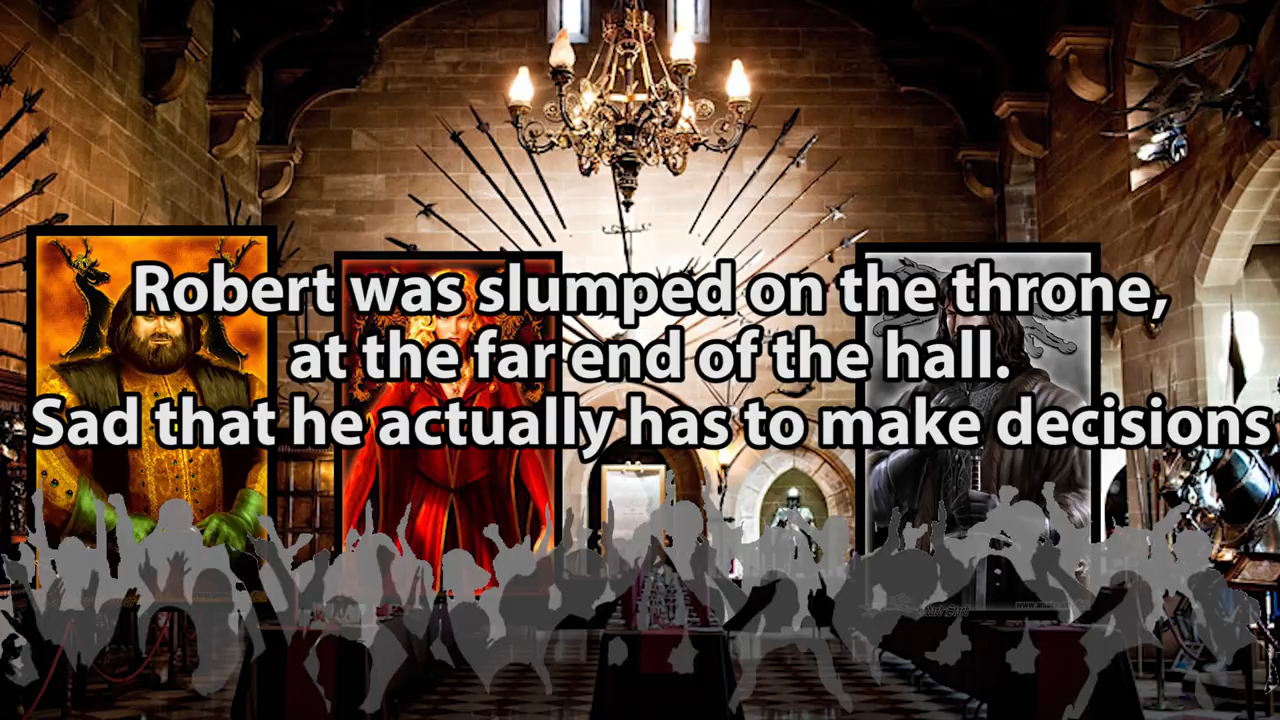 Robert was slumped on the throne,
at the far end of the hall.
Sad that he actually has to make decisions